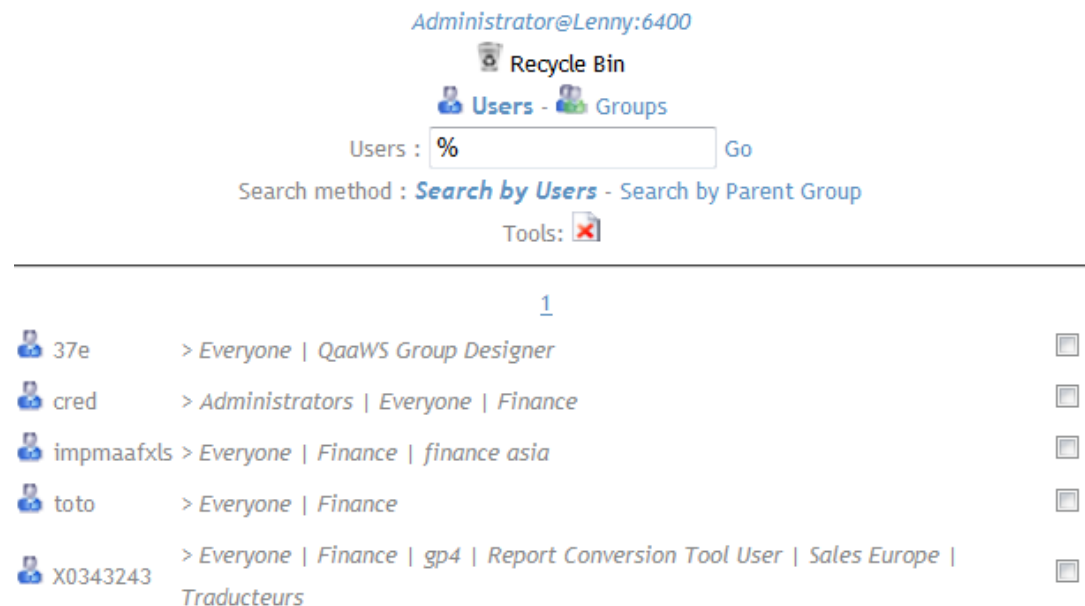 Administrator@Lenny:6400
Recycle Bin
Users - Groups
Users : % Go
Search method : Search by Users - Search by Parent Group
Tools:
1
37e > Everyone | QaaWS Group Designer
cred > Administrators | Everyone | Finance
impmaafxls > Everyone | Finance | finance asia
toto > Everyone | Finance
X0343243 > Everyone | Finance | gp4 | Report Conversion Tool User | Sales Europe |
Traducteurs